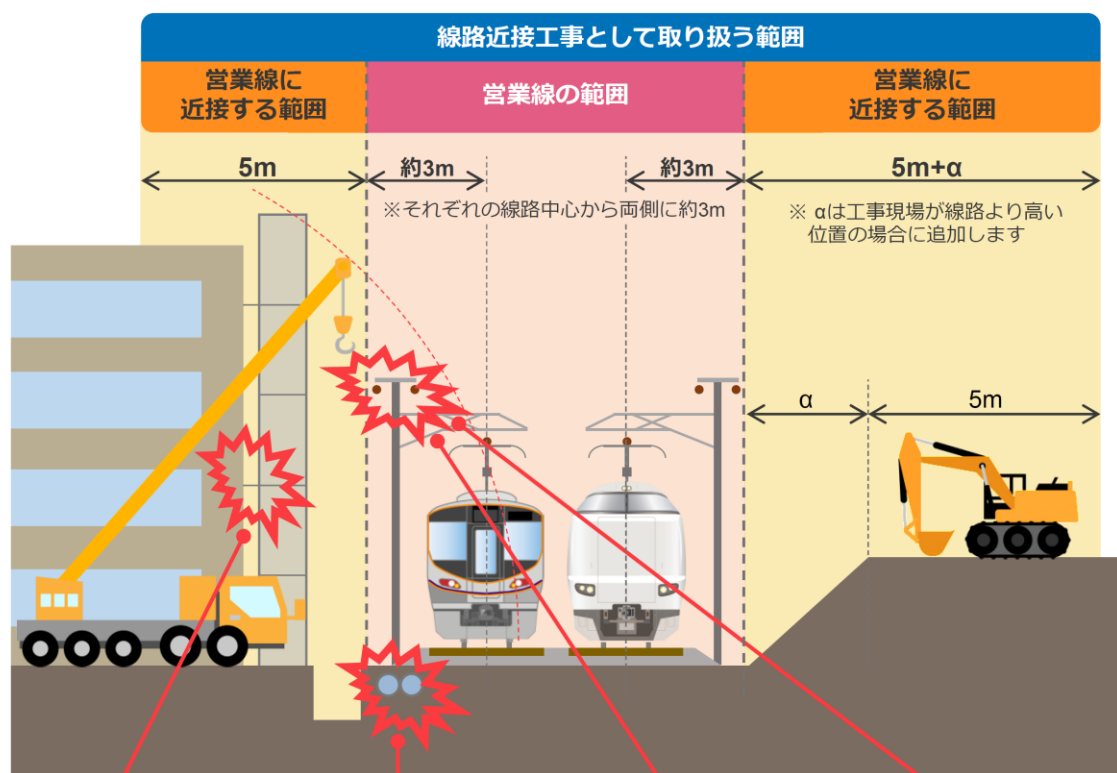 線路近接工事として取り扱う範囲
営業線に
近接する範囲
営業線の範囲
営業線に
近接する範囲
5m
約3m
約3m
5m+α
※それぞれの線路中心から両側に約3m
※ αは工事現場が線路より高い
位置の場合に追加します
α
5m